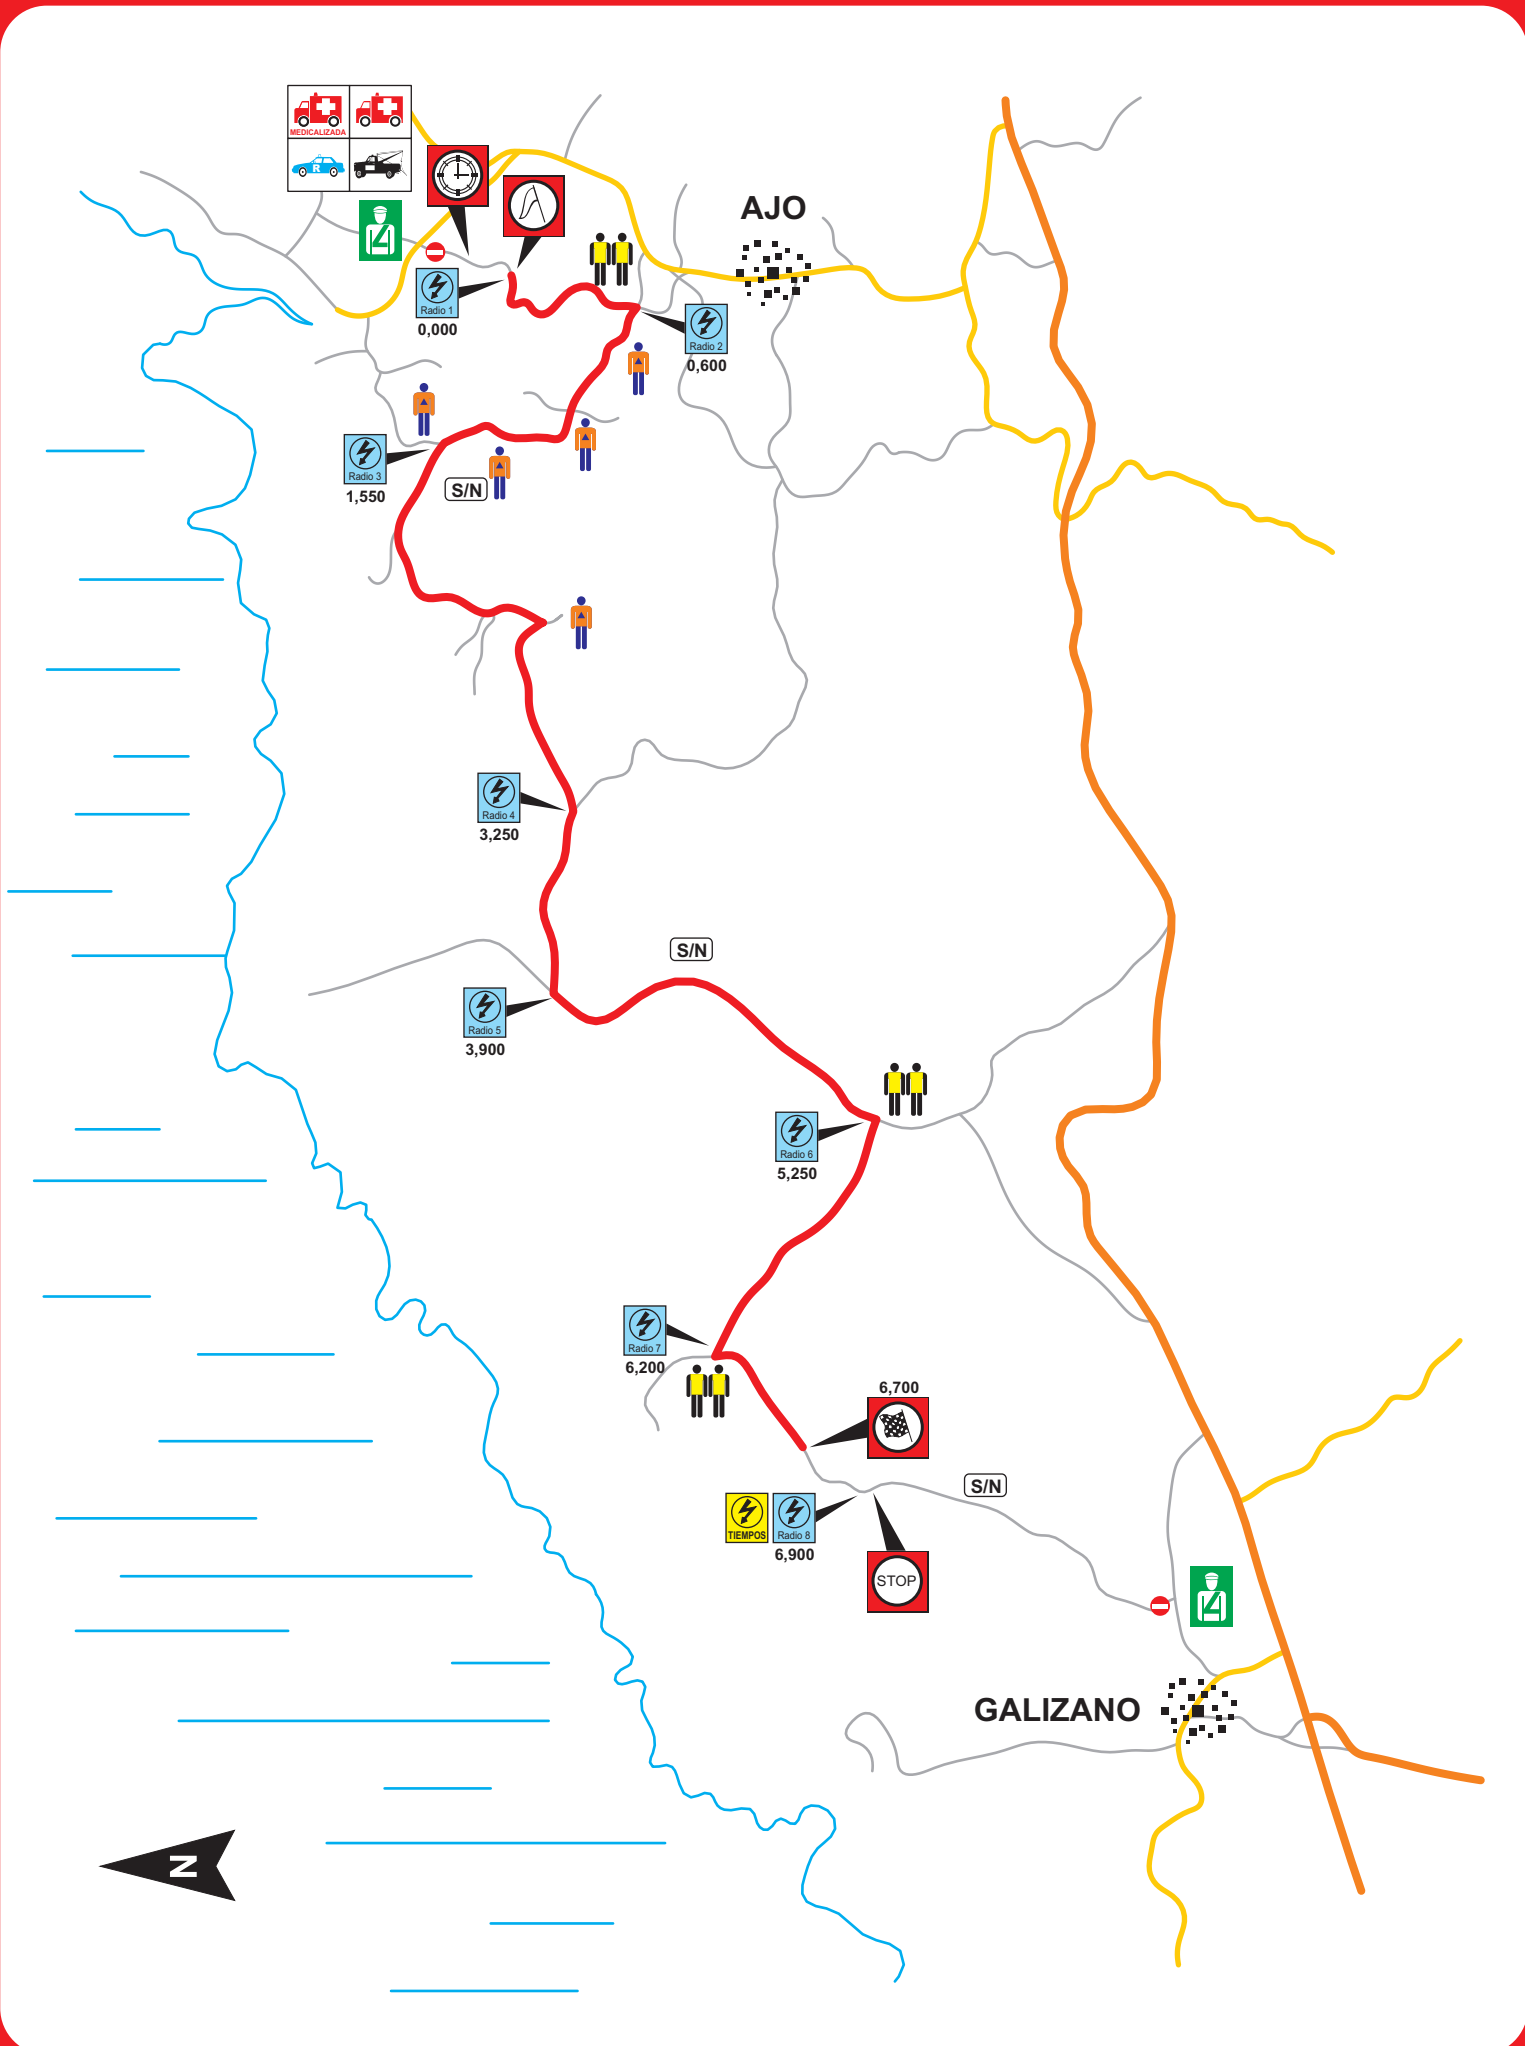 MEDICALIZADA
R
AJO
Radio 1
0,000
Radio 2
0,600
Radio 3
1,550
S/N
Radio 4
3,250
S/N
Radio 5
3,900
Radio 6
5,250
Radio 7
6,200
6,700
S/N
TIEMPOS
Radio 8
6,900
STOP
GALIZANO
N